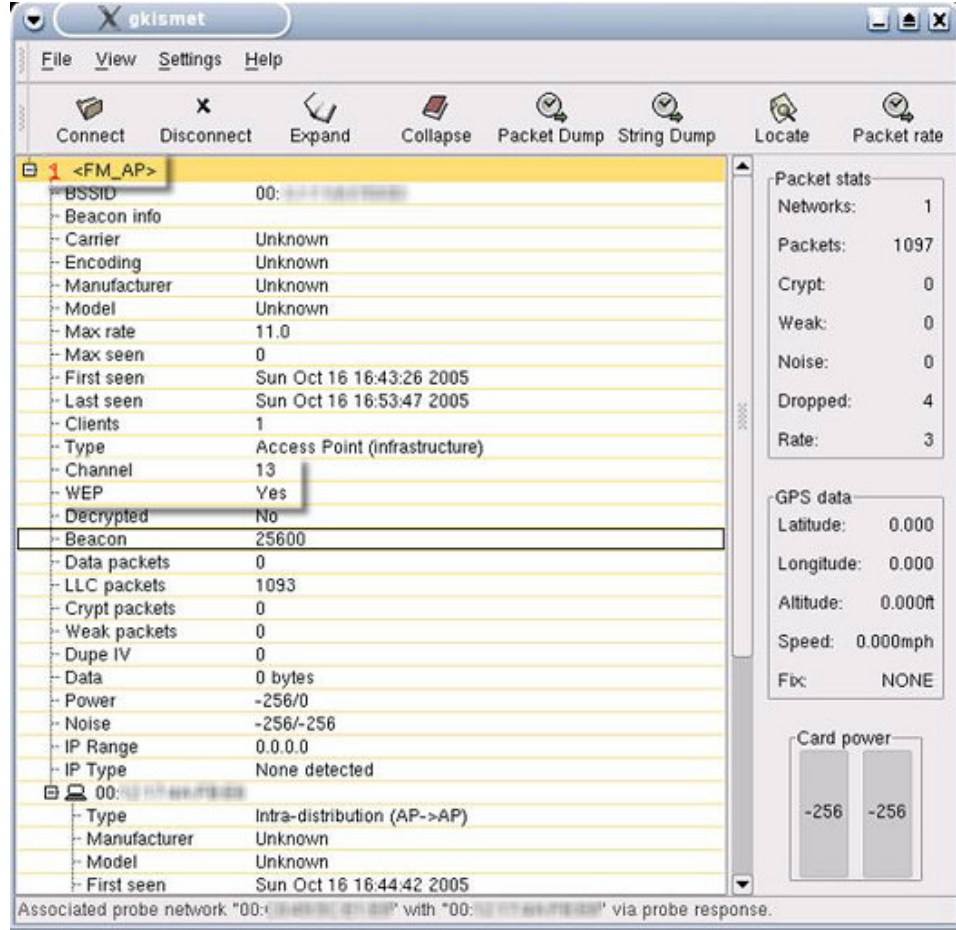 gkismet
File View Settings Help
Connect Disconnect Expand Collapse Packet Dump String Dump Locate Packet rate
1 <FM_AP>
BSSID 00:
Beacon info
Carrier Unknown
Encoding Unknown
Manufacturer Unknown
Model Unknown
Max rate 11.0
Max seen 0
First seen Sun Oct 16 16:43:26 2005
Last seen Sun Oct 16 16:53:47 2005
Clients 1
Type Access Point (infrastructure)
Channel 13
WEP Yes
Decrypted No
Beacon 25600
Data packets 0
LLC packets 1093
Crypt packets 0
Weak packets 0
Dupe IV 0
Data 0 bytes
Power -256/0
Noise -256/-256
IP Range 0.0.0.0
IP Type None detected
00:
Type Intra-distribution (AP->AP)
Manufacturer Unknown
Model Unknown
First seen Sun Oct 16 16:44:42 2005
Packet stats
Networks: 1
Packets: 1097
Crypt: 0
Weak: 0
Noise: 0
Dropped: 4
Rate: 3
GPS data
Latitude: 0.000
Longitude: 0.000
Altitude: 0.000ft
Speed: 0.000mph
Fix: NONE
Card power
-256 -256
Associated probe network "00: " with "00: " via probe response.